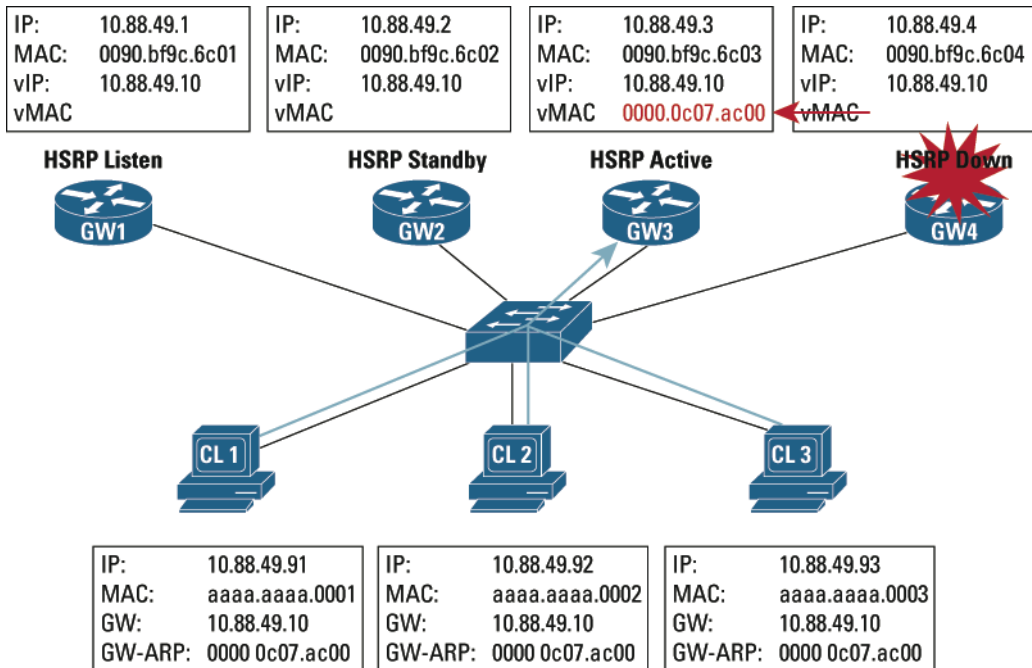 IP: 10.88.49.1
MAC: 0090.bf9c.6c01
vIP: 10.88.49.10
vMAC
IP: 10.88.49.2
MAC: 0090.bf9c.6c02
vIP: 10.88.49.10
vMAC
IP: 10.88.49.3
MAC: 0090.bf9c.6c03
vIP: 10.88.49.10
vMAC 0000.0c07.ac00
IP: 10.88.49.4
MAC: 0090.bf9c.6c04
vIP: 10.88.49.10
vMAC
HSRP Listen
HSRP Standby
HSRP Active
HSRP Down
GW1
GW2
GW3
GW4
CL 1
CL 2
CL 3
IP: 10.88.49.91
MAC: aaaa.aaaa.0001
GW: 10.88.49.10
GW-ARP: 0000 0c07.ac00
IP: 10.88.49.92
MAC: aaaa.aaaa.0002
GW: 10.88.49.10
GW-ARP: 0000 0c07.ac00
IP: 10.88.49.93
MAC: aaaa.aaaa.0003
GW: 10.88.49.10
GW-ARP: 0000 0c07.ac00